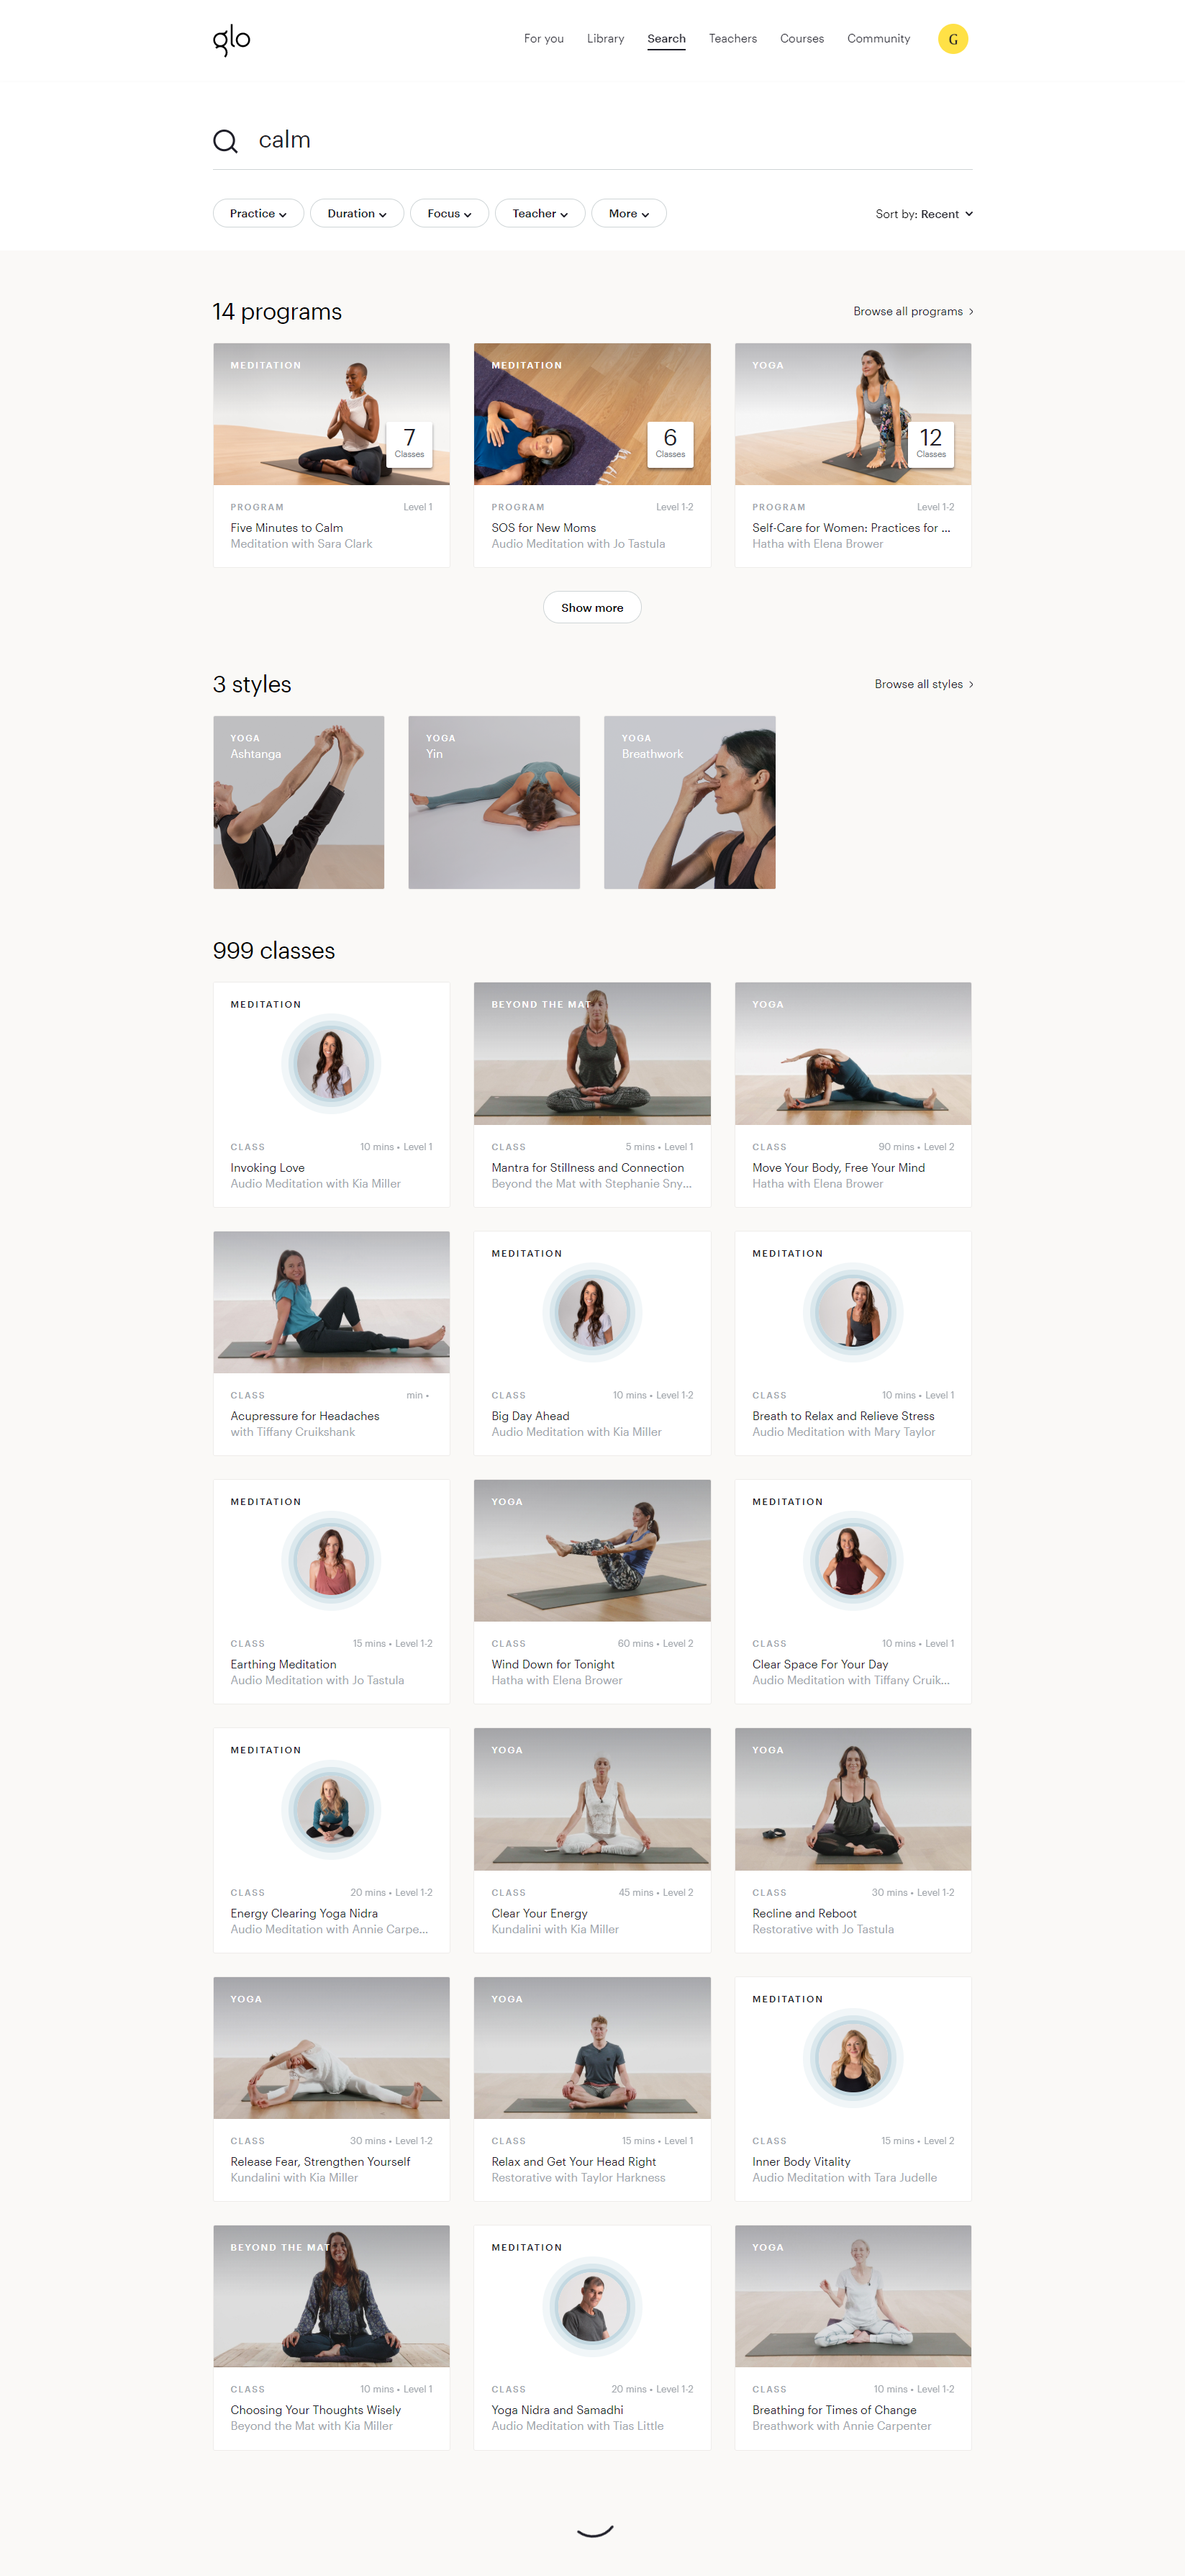 glo
For you
Library
Search
Teachers
Courses
Community
G
calm
Practice
Duration
Focus
Teacher
More
Sort by: Recent
14 programs
Browse all programs
MEDITATION
7
Classes
PROGRAM
Level 1
Five Minutes to Calm
Meditation with Sara Clark
MEDITATION
6
Classes
PROGRAM
Level 1-2
SOS for New Moms
Audio Meditation with Jo Tastula
YOGA
12
Classes
PROGRAM
Level 1-2
Self-Care for Women: Practices for ...
Hatha with Elena Brower
Show more
3 styles
Browse all styles
YOGA
Ashtanga
YOGA
Yin
YOGA
Breathwork
999 classes
MEDITATION
CLASS
10 mins • Level 1
Invoking Love
Audio Meditation with Kia Miller
BEYOND THE MAT
CLASS
5 mins • Level 1
Mantra for Stillness and Connection
Beyond the Mat with Stephanie Sny...
YOGA
CLASS
90 mins • Level 2
Move Your Body, Free Your Mind
Hatha with Elena Brower
CLASS
min •
Acupressure for Headaches
with Tiffany Cruikshank
MEDITATION
CLASS
10 mins • Level 1-2
Big Day Ahead
Audio Meditation with Kia Miller
MEDITATION
CLASS
10 mins • Level 1
Breath to Relax and Relieve Stress
Audio Meditation with Mary Taylor
MEDITATION
CLASS
15 mins • Level 1-2
Earthing Meditation
Audio Meditation with Jo Tastula
YOGA
CLASS
60 mins • Level 2
Wind Down for Tonight
Hatha with Elena Brower
MEDITATION
CLASS
10 mins • Level 1
Clear Space For Your Day
Audio Meditation with Tiffany Cruik...
MEDITATION
CLASS
20 mins • Level 1-2
Energy Clearing Yoga Nidra
Audio Meditation with Annie Carpe...
YOGA
CLASS
45 mins • Level 2
Clear Your Energy
Kundalini with Kia Miller
YOGA
CLASS
30 mins • Level 1-2
Recline and Reboot
Restorative with Jo Tastula
YOGA
CLASS
30 mins • Level 1-2
Release Fear, Strengthen Yourself
Kundalini with Kia Miller
YOGA
CLASS
15 mins • Level 1
Relax and Get Your Head Right
Restorative with Taylor Harkness
MEDITATION
CLASS
15 mins • Level 2
Inner Body Vitality
Audio Meditation with Tara Judelle
BEYOND THE MAT
CLASS
10 mins • Level 1
Choosing Your Thoughts Wisely
Beyond the Mat with Kia Miller
MEDITATION
CLASS
20 mins • Level 1-2
Yoga Nidra and Samadhi
Audio Meditation with Tias Little
YOGA
CLASS
10 mins • Level 1-2
Breathing for Times of Change
Breathwork with Annie Carpenter